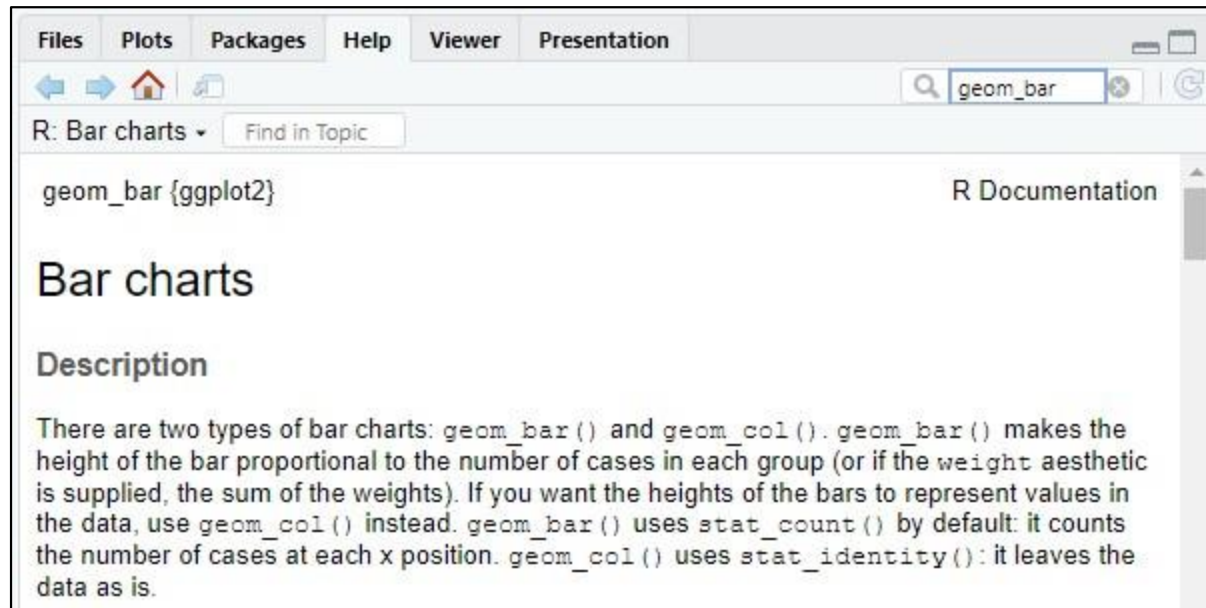 Files Plots Packages Help Viewer Presentation
geom_bar
R: Bar charts Find in Topic
geom_bar {ggplot2} R Documentation
Bar charts
Description
There are two types of bar charts: geom_bar() and geom_col(). geom_bar() makes the
height of the bar proportional to the number of cases in each group (or if the weight aesthetic
is supplied, the sum of the weights). If you want the heights of the bars to represent values in
the data, use geom_col() instead. geom_bar() uses stat_count() by default: it counts
the number of cases at each x position. geom_col() uses stat_identity(): it leaves the
data as is.